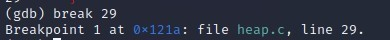 (gdb) break 29
Breakpoint 1 at 0x121a: file heap.c, line 29.